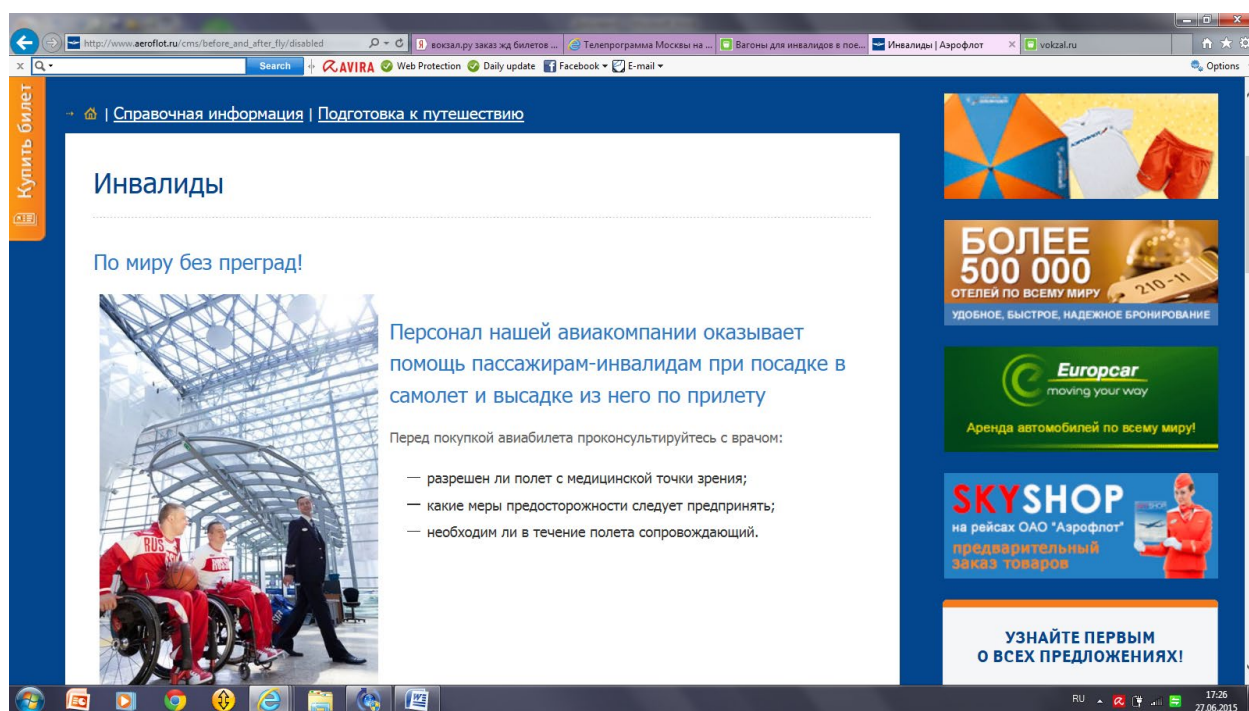 http://www.aeroflot.ru/cms/before_and_after_fly/disabled
вокзал.ру заказ жд билетов ...
Телепрограмма Москвы на ...
Вагоны для инвалидов в пое...
Инвалиды | Аэрофлот
vokzal.ru
Search
AVIRA
Web Protection
Daily update
Facebook
E-mail
Options
Купить билет
| Справочная информация | Подготовка к путешествию
Инвалиды
По миру без преград!
Персонал нашей авиакомпании оказывает
помощь пассажирам-инвалидам при посадке в
самолет и высадке из него по прилету
Перед покупкой авиабилета проконсультируйтесь с врачом:
— разрешен ли полет с медицинской точки зрения;
— какие меры предосторожности следует предпринять;
— необходим ли в течение полета сопровождающий.
RUS
БОЛЕЕ
500 000
ОТЕЛЕЙ ПО ВСЕМУ МИРУ
210-11
УДОБНОЕ, БЫСТРОЕ, НАДЕЖНОЕ БРОНИРОВАНИЕ
Europcar
moving your way
Аренда автомобилей по всему миру!
SKYSHOP
на рейсах ОАО "Аэрофлот"
предварительный
заказ товаров
УЗНАЙТЕ ПЕРВЫМ
О ВСЕХ ПРЕДЛОЖЕНИЯХ!
RU
17:26
27.06.2015